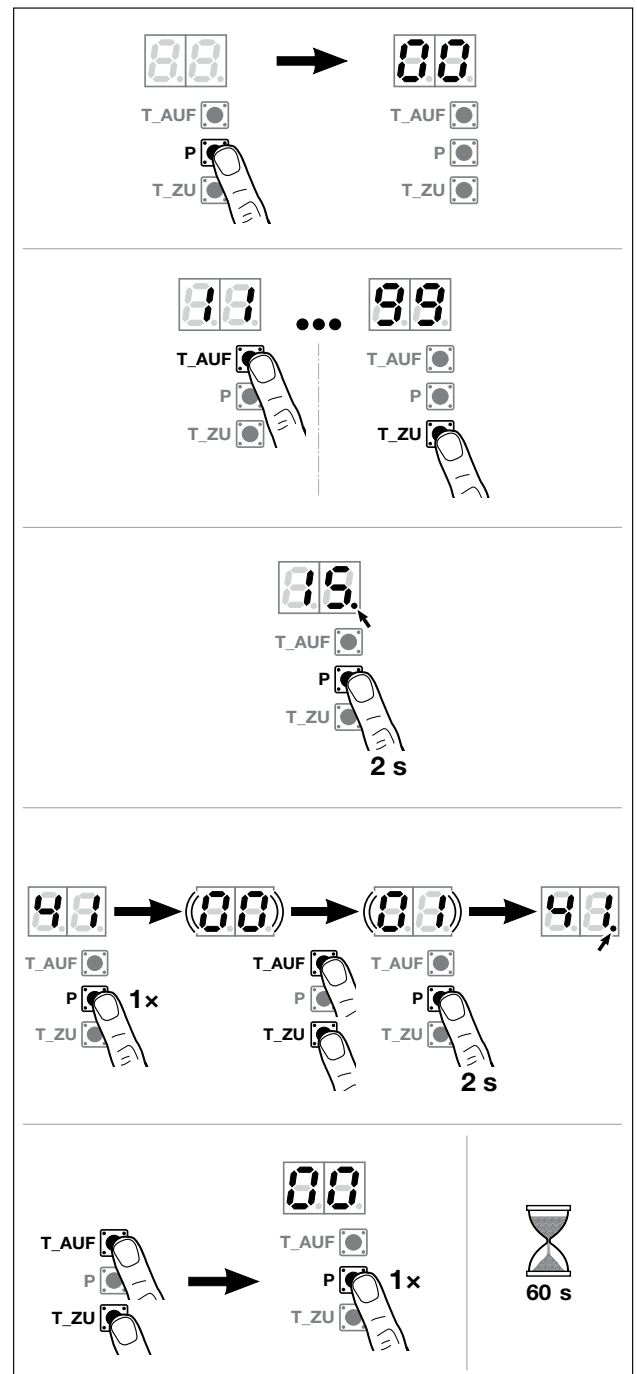 00
T_AUF T_AUF
P P
T_ZU T_ZU
11 ... 99
T_AUF T_AUF
P P
T_ZU T_ZU
15.
T_AUF
P
T_ZU
2 s
41 (00) (01) 41.
T_AUF T_AUF T_AUF
P 1× P P
T_ZU T_ZU T_ZU
2 s
00
T_AUF T_AUF
P P 1×
T_ZU T_ZU
60 s